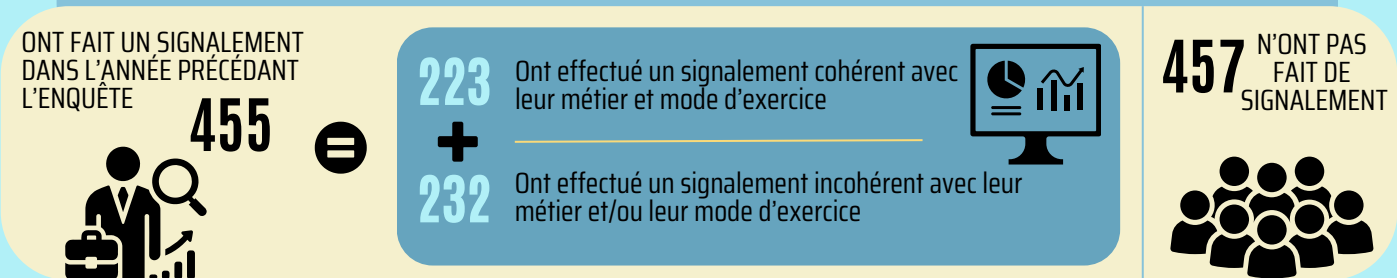 ONT FAIT UN SIGNALEMENT
DANS L'ANNÉE PRÉCÉDANT
L'ENQUÊTE
455
=
223
Ont effectué un signalement cohérent avec
leur métier et mode d'exercice
+
232
Ont effectué un signalement incohérent avec leur
métier et/ou leur mode d'exercice
457
N'ONT PAS
FAIT DE
SIGNALEMENT